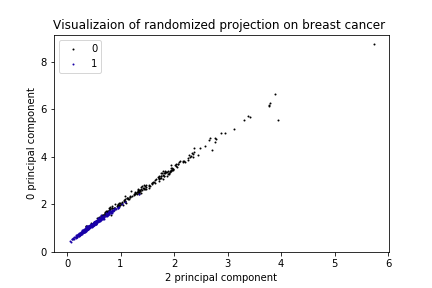 Visualizaion of randomized projection on breast cancer
0
1
8
6
4
2
0
0 principal component
0 1 2 3 4 5 6
2 principal component